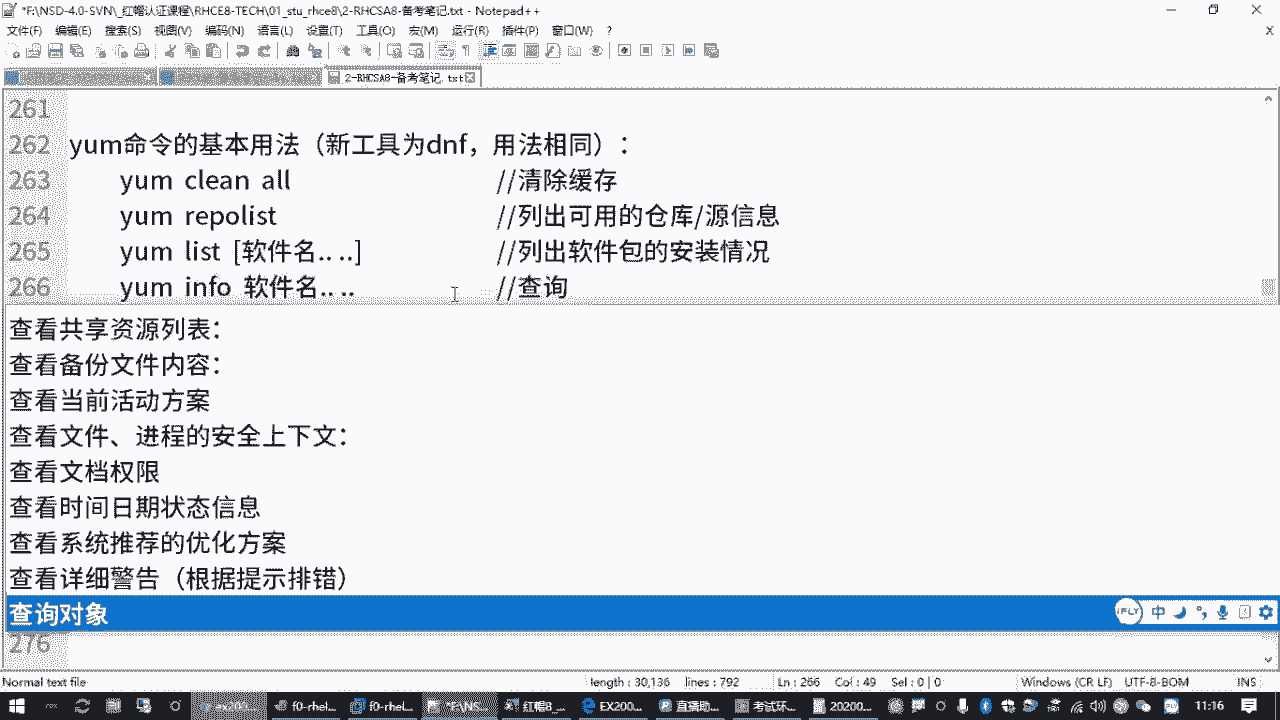 *F:\NSD-4.0-SVN\_红帽认证课程\RHCE8-TECH\01_stu_rhce8\2-RHCSA8-备考笔记.txt - Notepad++
文件(F) 编辑(E) 搜索(S) 视图(V) 编码(N) 语言(L) 设置(T) 工具(O) 宏(M) 运行(R) 插件(P) 窗口(W) ? X
2-RHCSA8-备考笔记.txt
261
262 yum命令的基本用法（新工具为dnf，用法相同）：
263 yum clean all //清除缓存
264 yum repolist //列出可用的仓库/源信息
265 yum list [软件名.. ..] //列出软件包的安装情况
266 yum info 软件名.. .. //查询
查看共享资源列表：
查看备份文件内容：
查看当前活动方案
查看文件、进程的安全上下文：
查看文档权限
查看时间日期状态信息
查看系统推荐的优化方案
查看详细警告（根据提示排错）
查询对象
iFLY 中
276
Normal text file length : 30,136 lines : 792 Ln : 266 Col : 49 Sel : 0 | 0 Windows (CR LF) UTF-8-BOM INS
ex200... f0-rhel... f0-rhe... *F:\NS... 红帽8_... EX200... 直播助... 考试环... 20200... 11:16